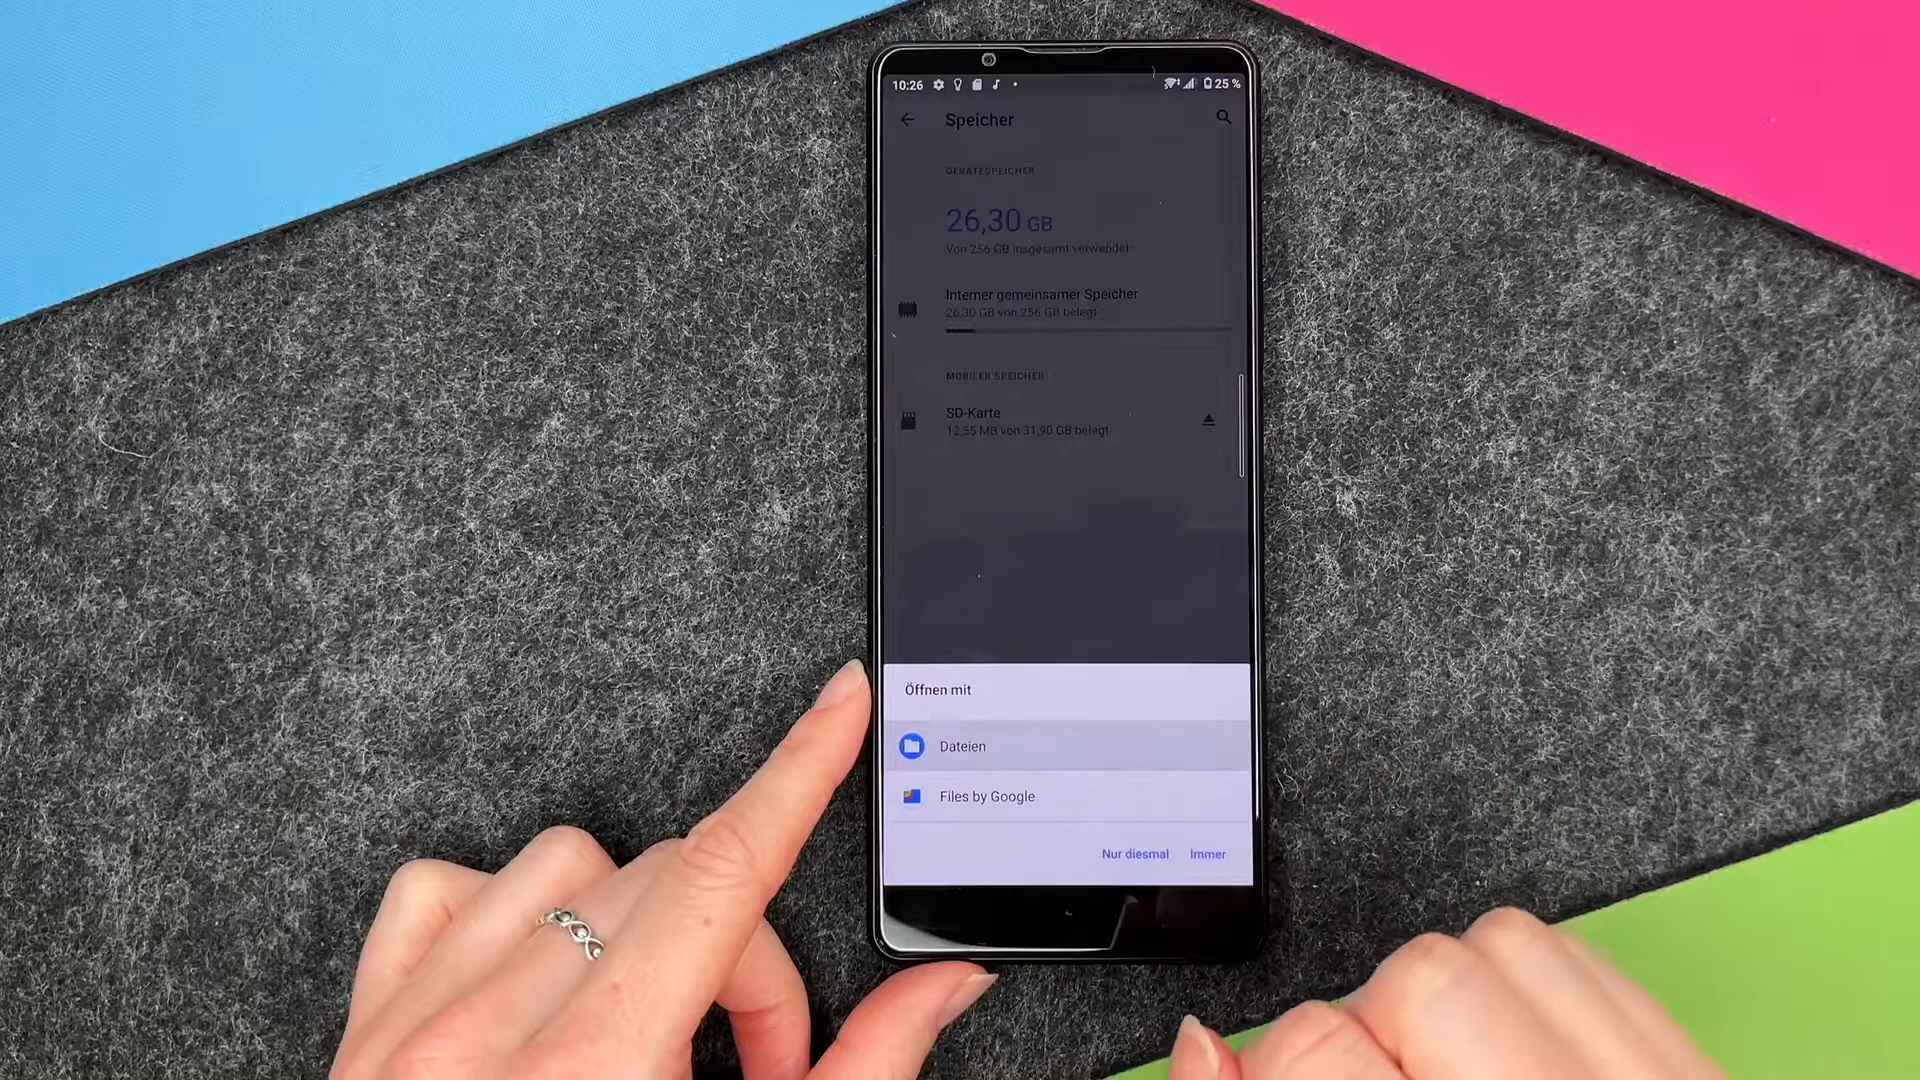 10:26
25 %
Speicher
GERÄTESPEICHER
26,30 GB
Von 256 GB insgesamt verwendet
Interner gemeinsamer Speicher
26,30 GB von 256 GB belegt
MOBILER SPEICHER
SD-Karte
12,55 MB von 31,90 GB belegt
Öffnen mit
Dateien
Files by Google
Nur diesmal
Immer